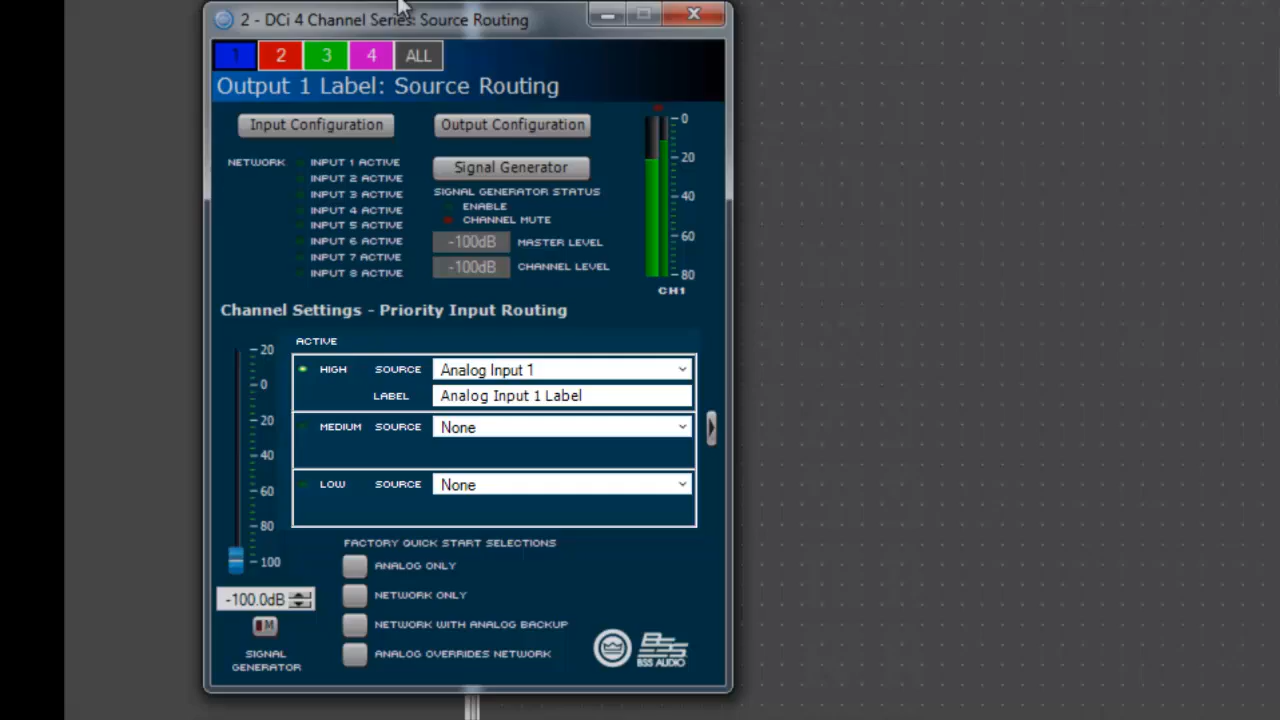 2 - DCi 4 Channel Series: Source Routing
1 2 3 4 ALL
Output 1 Label: Source Routing
Input Configuration
Output Configuration
NETWORK
INPUT 1 ACTIVE
INPUT 2 ACTIVE
INPUT 3 ACTIVE
INPUT 4 ACTIVE
INPUT 5 ACTIVE
INPUT 6 ACTIVE
INPUT 7 ACTIVE
INPUT 8 ACTIVE
Signal Generator
SIGNAL GENERATOR STATUS
ENABLE
CHANNEL MUTE
-100dB MASTER LEVEL
-100dB CHANNEL LEVEL
0
20
40
60
80
CH1
Channel Settings - Priority Input Routing
20
0
20
40
60
80
100
-100.0dB
M
SIGNAL
GENERATOR
ACTIVE
HIGH SOURCE Analog Input 1
LABEL Analog Input 1 Label
MEDIUM SOURCE None
LOW SOURCE None
FACTORY QUICK START SELECTIONS
ANALOG ONLY
NETWORK ONLY
NETWORK WITH ANALOG BACKUP
ANALOG OVERRIDES NETWORK
BSS
BSS AUDIO